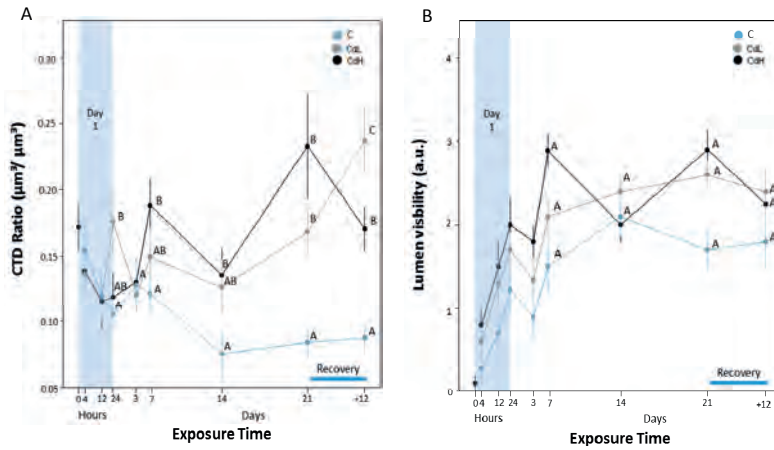 A
C
CdL
CdH
CTD Ratio (µm³/ µm³)
0.30
0.25
0.20
0.15
0.10
0.05
Day
1
B
AB
A
A
AB
A
B
AB
A
B
B
A
C
B
A
Recovery
0 4 12 24 3 7 14 21 +12
Hours
Days
Exposure Time
B
C
CdL
CdH
Lumen visbility (a.u.)
4
3
2
1
0
Day
1
A
A
A
A
A
A
A
A
A
A
A
Recovery
0 4 12 24 3 7 14 21 +12
Hours
Days
Exposure Time